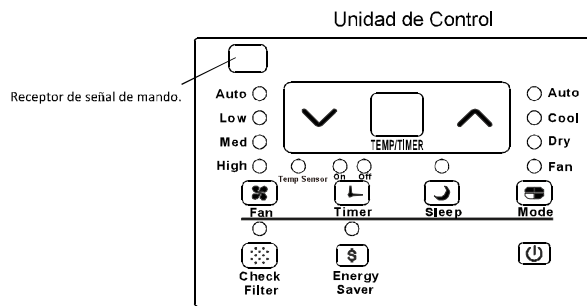 Unidad de Control
Receptor de señal de mando.
Auto
Low
Med
High
TEMP/TIMER
Auto
Cool
Dry
Fan
Temp Sensor
On
Off
Fan
Timer
Sleep
Mode
$
Check
Filter
Energy
Saver